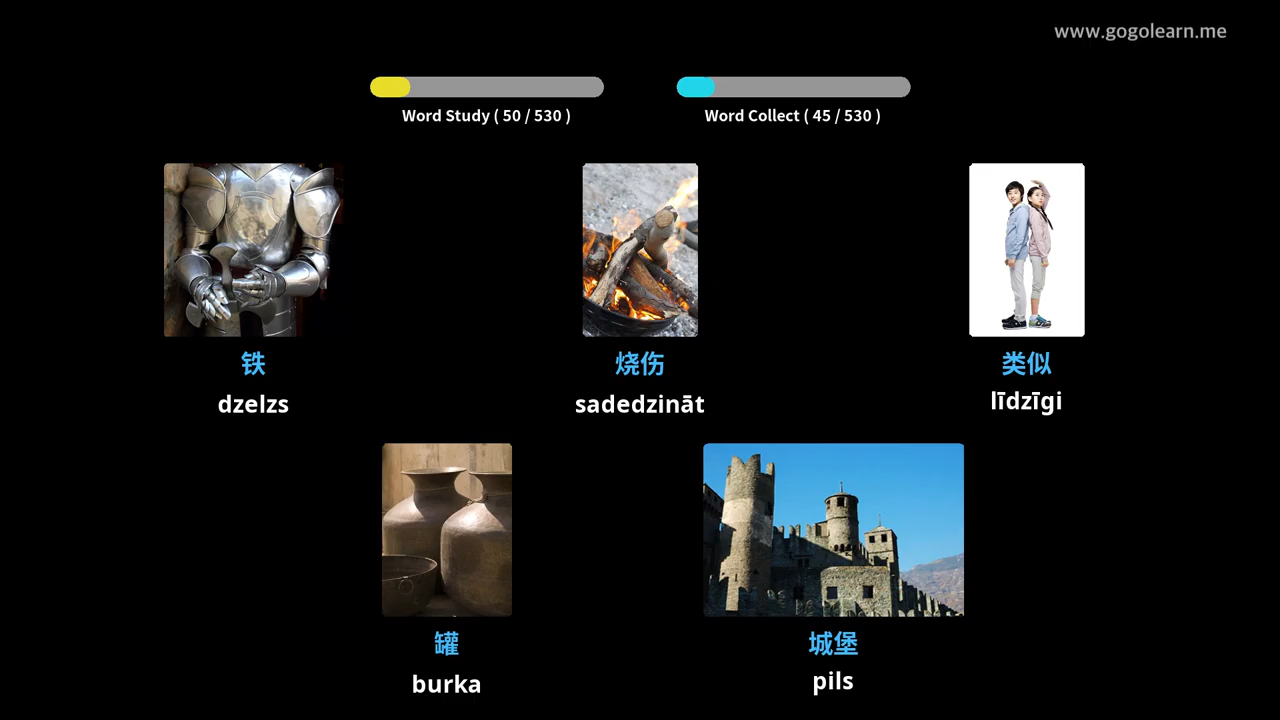 www.gogolearn.me
Word Study ( 50 / 530 )
Word Collect ( 45 / 530 )
铁
烧伤
类似
dzelzs
sadedzināt
līdzīgi
罐
城堡
burka
pils